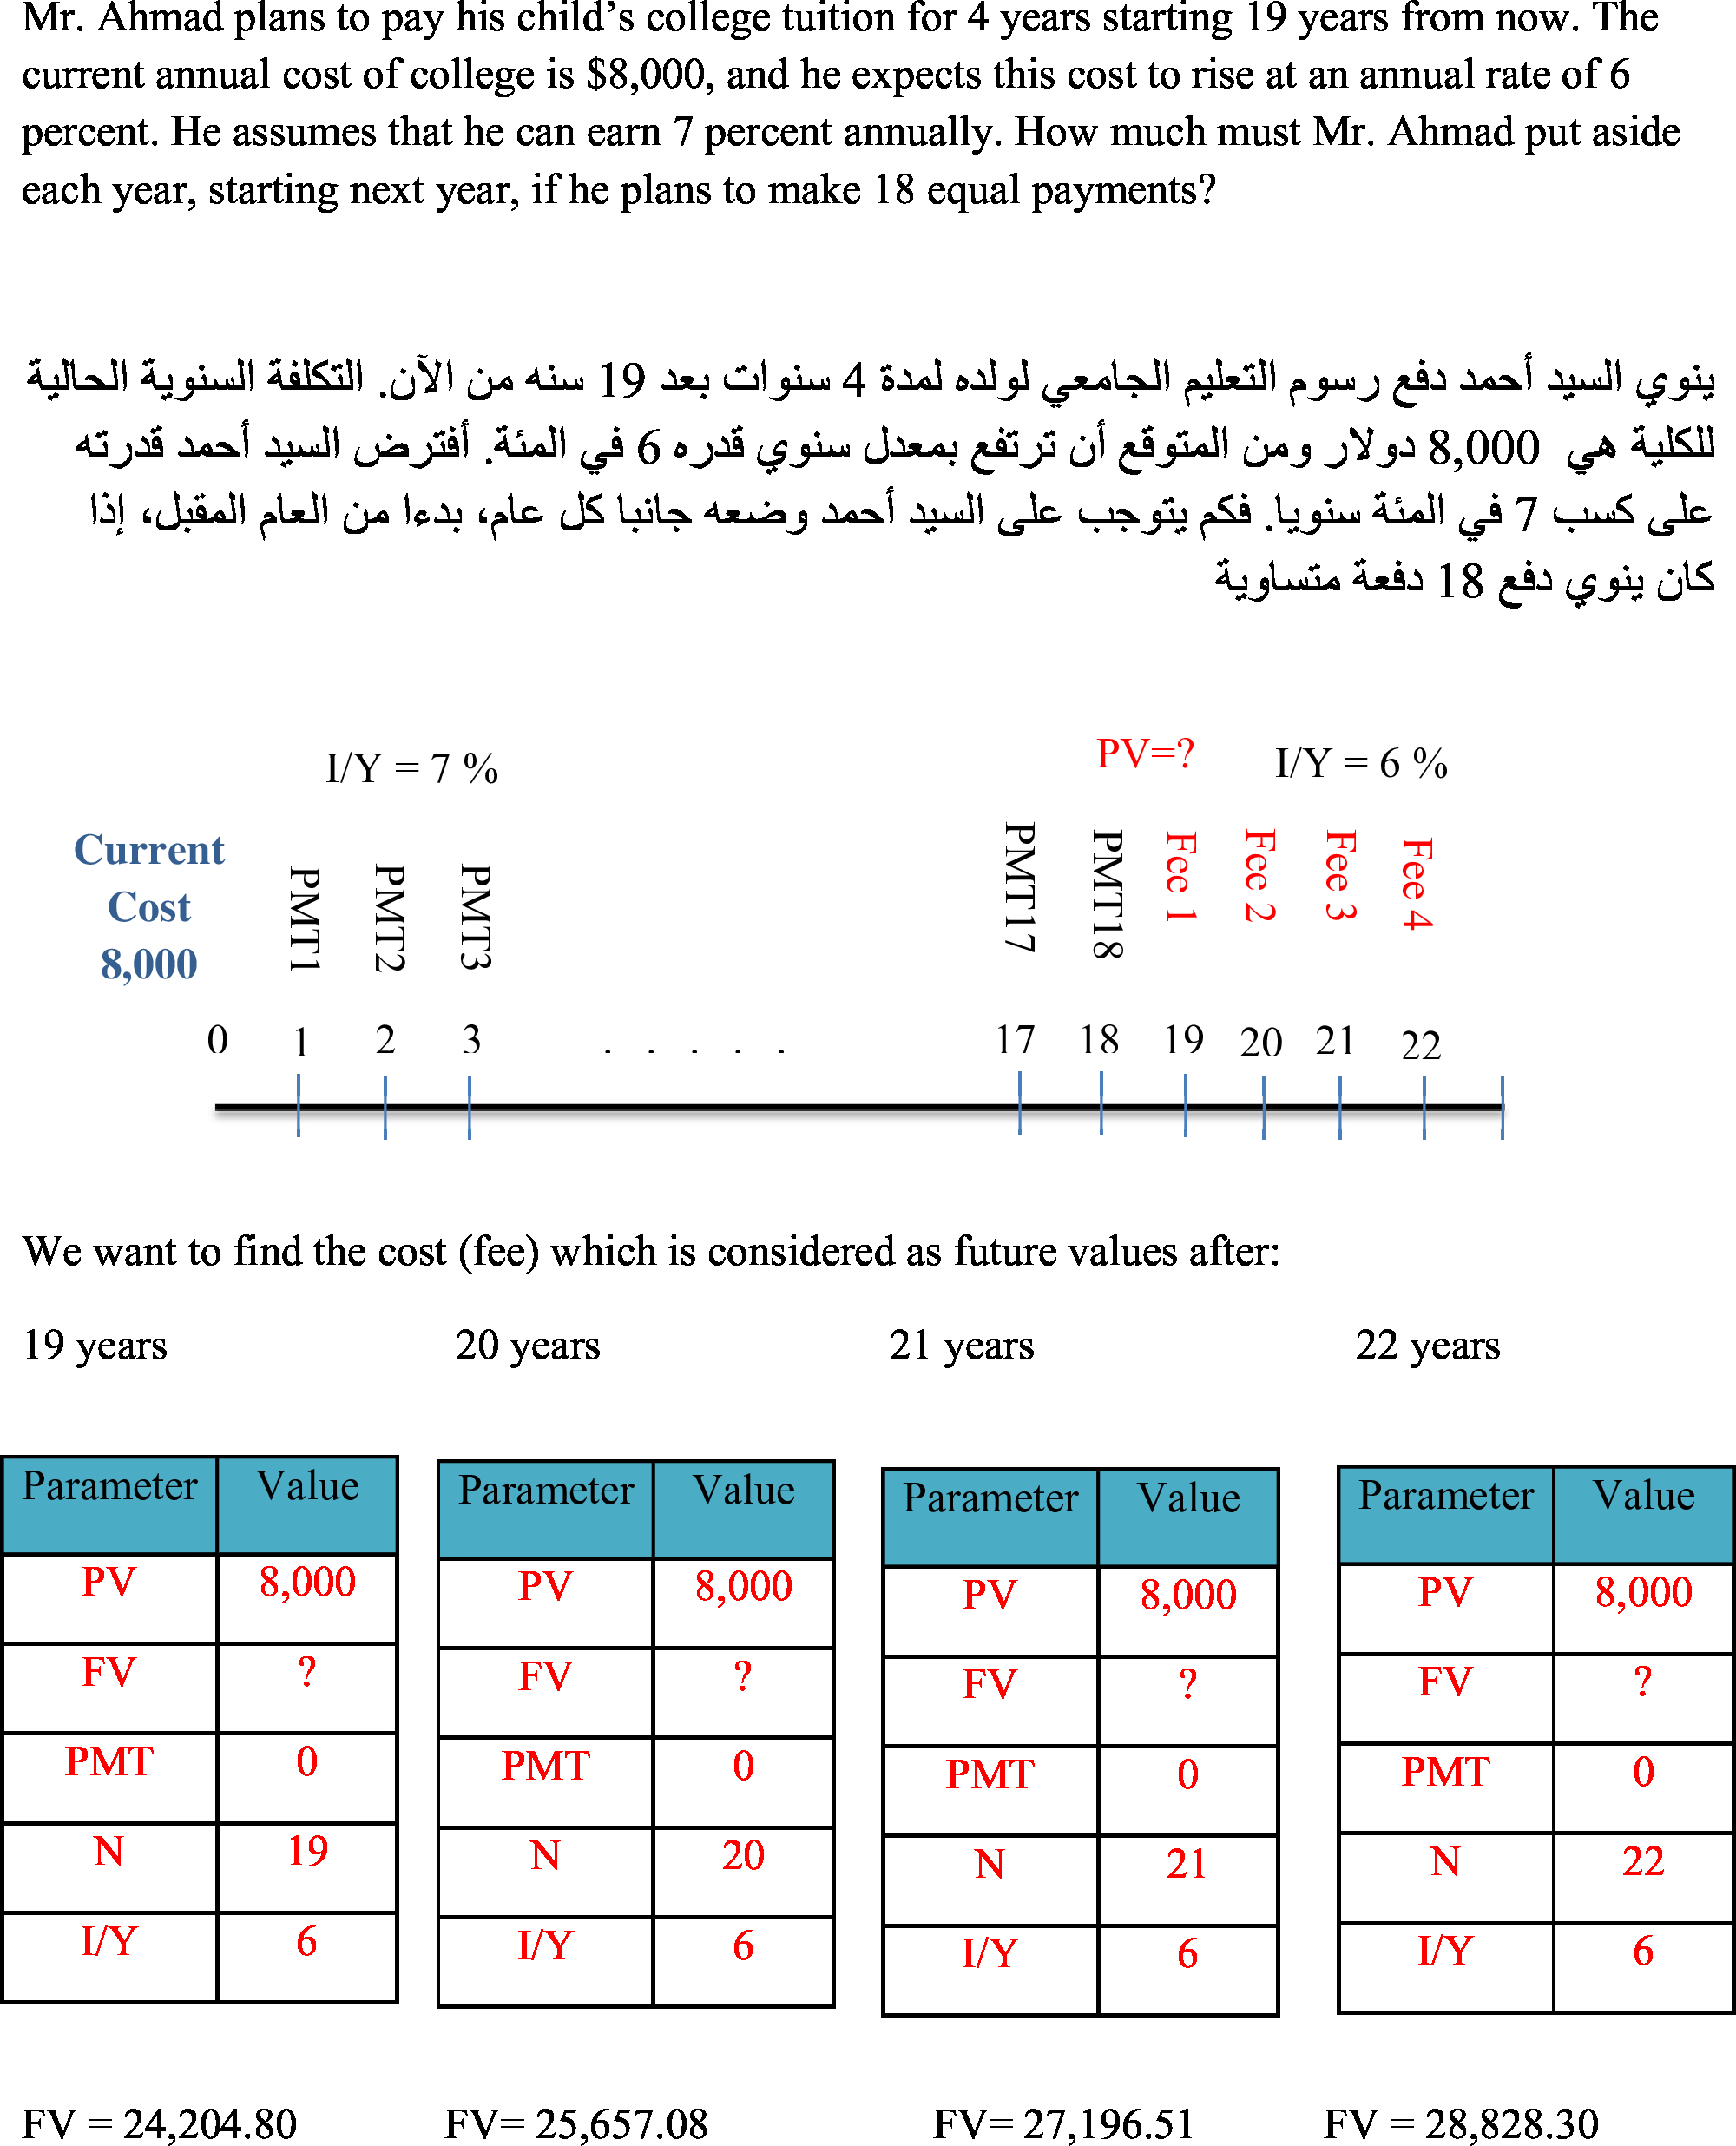 Mr. Ahmad plans to pay his child’s college tuition for 4 years starting 19 years from now. The
current annual cost of college is $8,000, and he expects this cost to rise at an annual rate of 6
percent. He assumes that he can earn 7 percent annually. How much must Mr. Ahmad put aside
each year, starting next year, if he plans to make 18 equal payments?
ينوي السيد أحمد دفع رسوم التعليم الجامعي لولده لمدة 4 سنوات بعد 19 سنه من الآن. التكلفة السنوية الحالية
للكلية هي 8,000 دولار ومن المتوقع أن ترتفع بمعدل سنوي قدره 6 في المئة. أفترض السيد أحمد قدرته
على كسب 7 في المئة سنويا. فكم يتوجب على السيد أحمد وضعه جانبا كل عام، بدءا من العام المقبل، إذا
كان ينوي دفع 18 دفعة متساوية
I/Y = 7 % PV=? I/Y = 6 %
Current
Cost
8,000
PMT1 PMT2 PMT3 PMT17 PMT18 Fee 1 Fee 2 Fee 3 Fee 4
0 1 2 3 . . . . . 17 18 19 20 21 22
We want to find the cost (fee) which is considered as future values after:
19 years 20 years 21 years 22 years
Parameter Value Parameter Value Parameter Value Parameter Value
PV 8,000 PV 8,000 PV 8,000 PV 8,000
FV ? FV ? FV ? FV ?
PMT 0 PMT 0 PMT 0 PMT 0
N 19 N 20 N 21 N 22
I/Y 6 I/Y 6 I/Y 6 I/Y 6
FV = 24,204.80 FV= 25,657.08 FV= 27,196.51 FV = 28,828.30